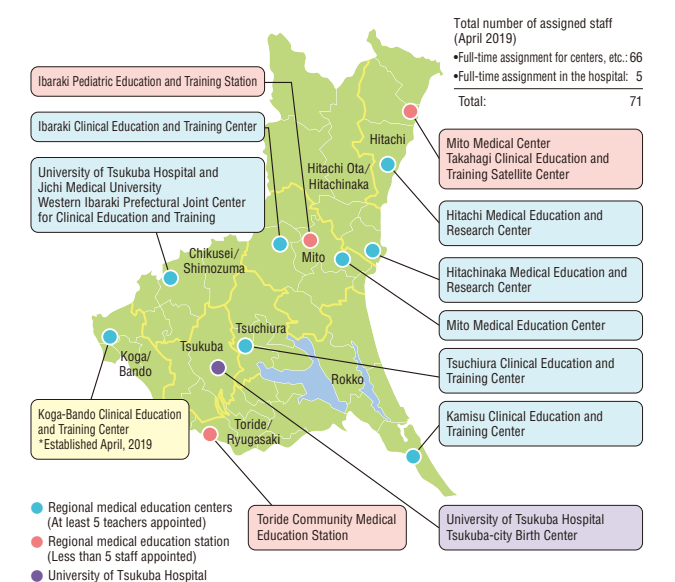 Total number of assigned staff
(April 2019)
•Full-time assignment for centers, etc.: 66
•Full-time assignment in the hospital: 5
Total: 71
Ibaraki Pediatric Education and Training Station
Ibaraki Clinical Education and Training Center
University of Tsukuba Hospital and
Jichi Medical University
Western Ibaraki Prefectural Joint Center
for Clinical Education and Training
Hitachi
Hitachi Ota/
Hitachinaka
Mito
Chikusei/
Shimozuma
Tsuchiura
Tsukuba
Koga/
Bando
Rokko
Toride/
Ryugasaki
Mito Medical Center
Takahagi Clinical Education and
Training Satellite Center
Hitachi Medical Education and
Research Center
Hitachinaka Medical Education and
Research Center
Mito Medical Education Center
Tsuchiura Clinical Education and
Training Center
Kamisu Clinical Education and
Training Center
Koga-Bando Clinical Education
and Training Center
*Established April, 2019
Toride Community Medical
Education Station
University of Tsukuba Hospital
Tsukuba-city Birth Center
Regional medical education centers
(At least 5 teachers appointed)
Regional medical education station
(Less than 5 staff appointed)
University of Tsukuba Hospital